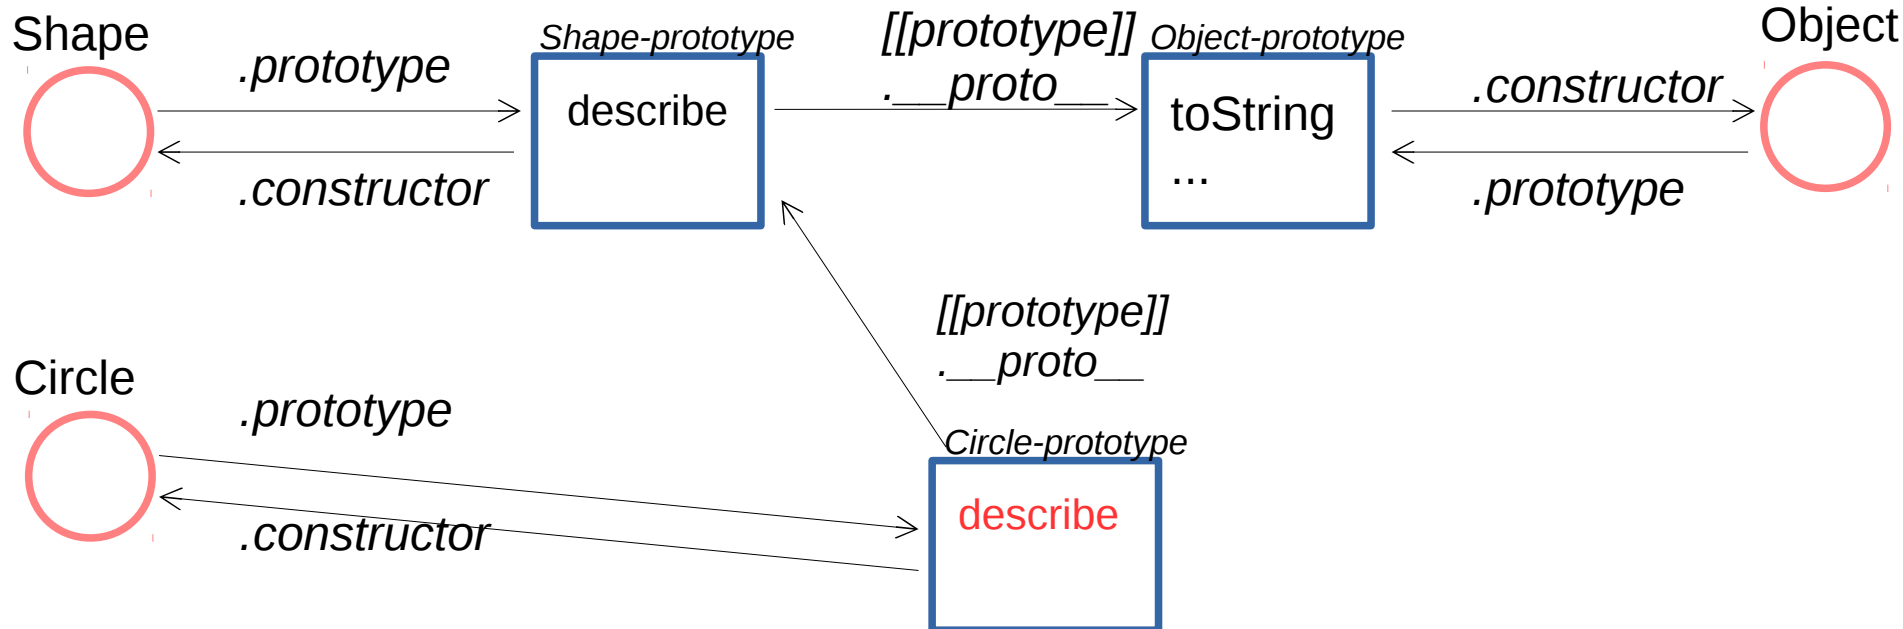 Shape
.prototype
.constructor
Shape-prototype
describe
[[prototype]]
.__proto__
Object-prototype
toString
...
.constructor
.prototype
Object
[[prototype]]
.__proto__
Circle
.prototype
.constructor
Circle-prototype
describe